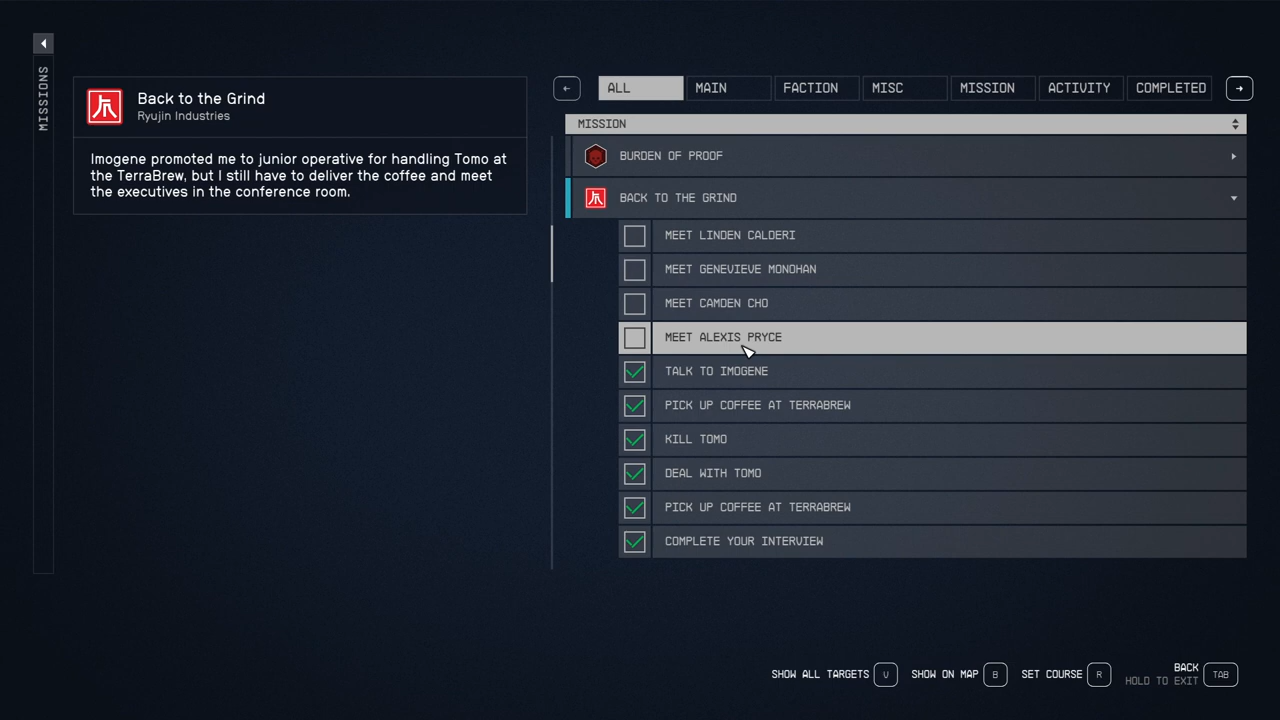 MISSIONS
Back to the Grind
Ryujin Industries
Imogene promoted me to junior operative for handling Tomo at
the TerraBrew, but I still have to deliver the coffee and meet
the executives in the conference room.
ALL MAIN FACTION MISC MISSION ACTIVITY COMPLETED
MISSION
BURDEN OF PROOF
BACK TO THE GRIND
MEET LINDEN CALDERI
MEET GENEVIEVE MONOHAN
MEET CAMDEN CHO
MEET ALEXIS PRYCE
TALK TO IMOGENE
PICK UP COFFEE AT TERRABREW
KILL TOMO
DEAL WITH TOMO
PICK UP COFFEE AT TERRABREW
COMPLETE YOUR INTERVIEW
SHOW ALL TARGETS V SHOW ON MAP B SET COURSE R BACK TAB
HOLD TO EXIT